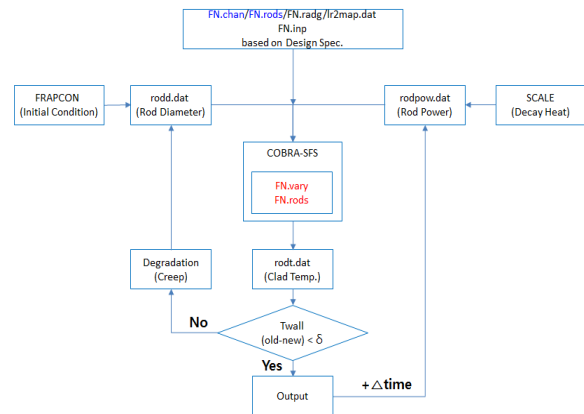 FN.chan/FN.rods/FN.radg/lr2map.dat
FN.inp
based on Design Spec.
FRAPCON
(Initial Condition)
rodd.dat
(Rod Diameter)
rodpow.dat
(Rod Power)
SCALE
(Decay Heat)
COBRA-SFS
FN.vary
FN.rods
Degradation
(Creep)
rodt.dat
(Clad Temp.)
No
Twall
(old-new) < δ
Yes
+△time
Output